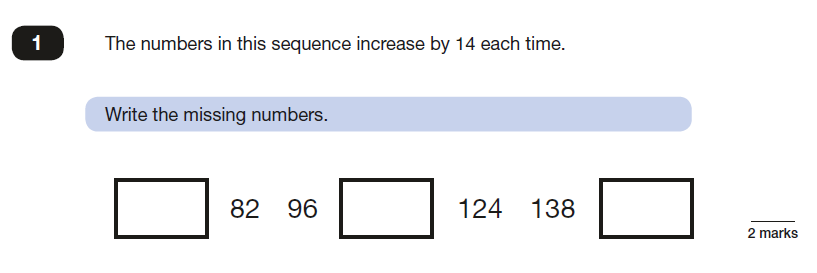 1 The numbers in this sequence increase by 14 each time.
Write the missing numbers.
82 96 124 138
2 marks